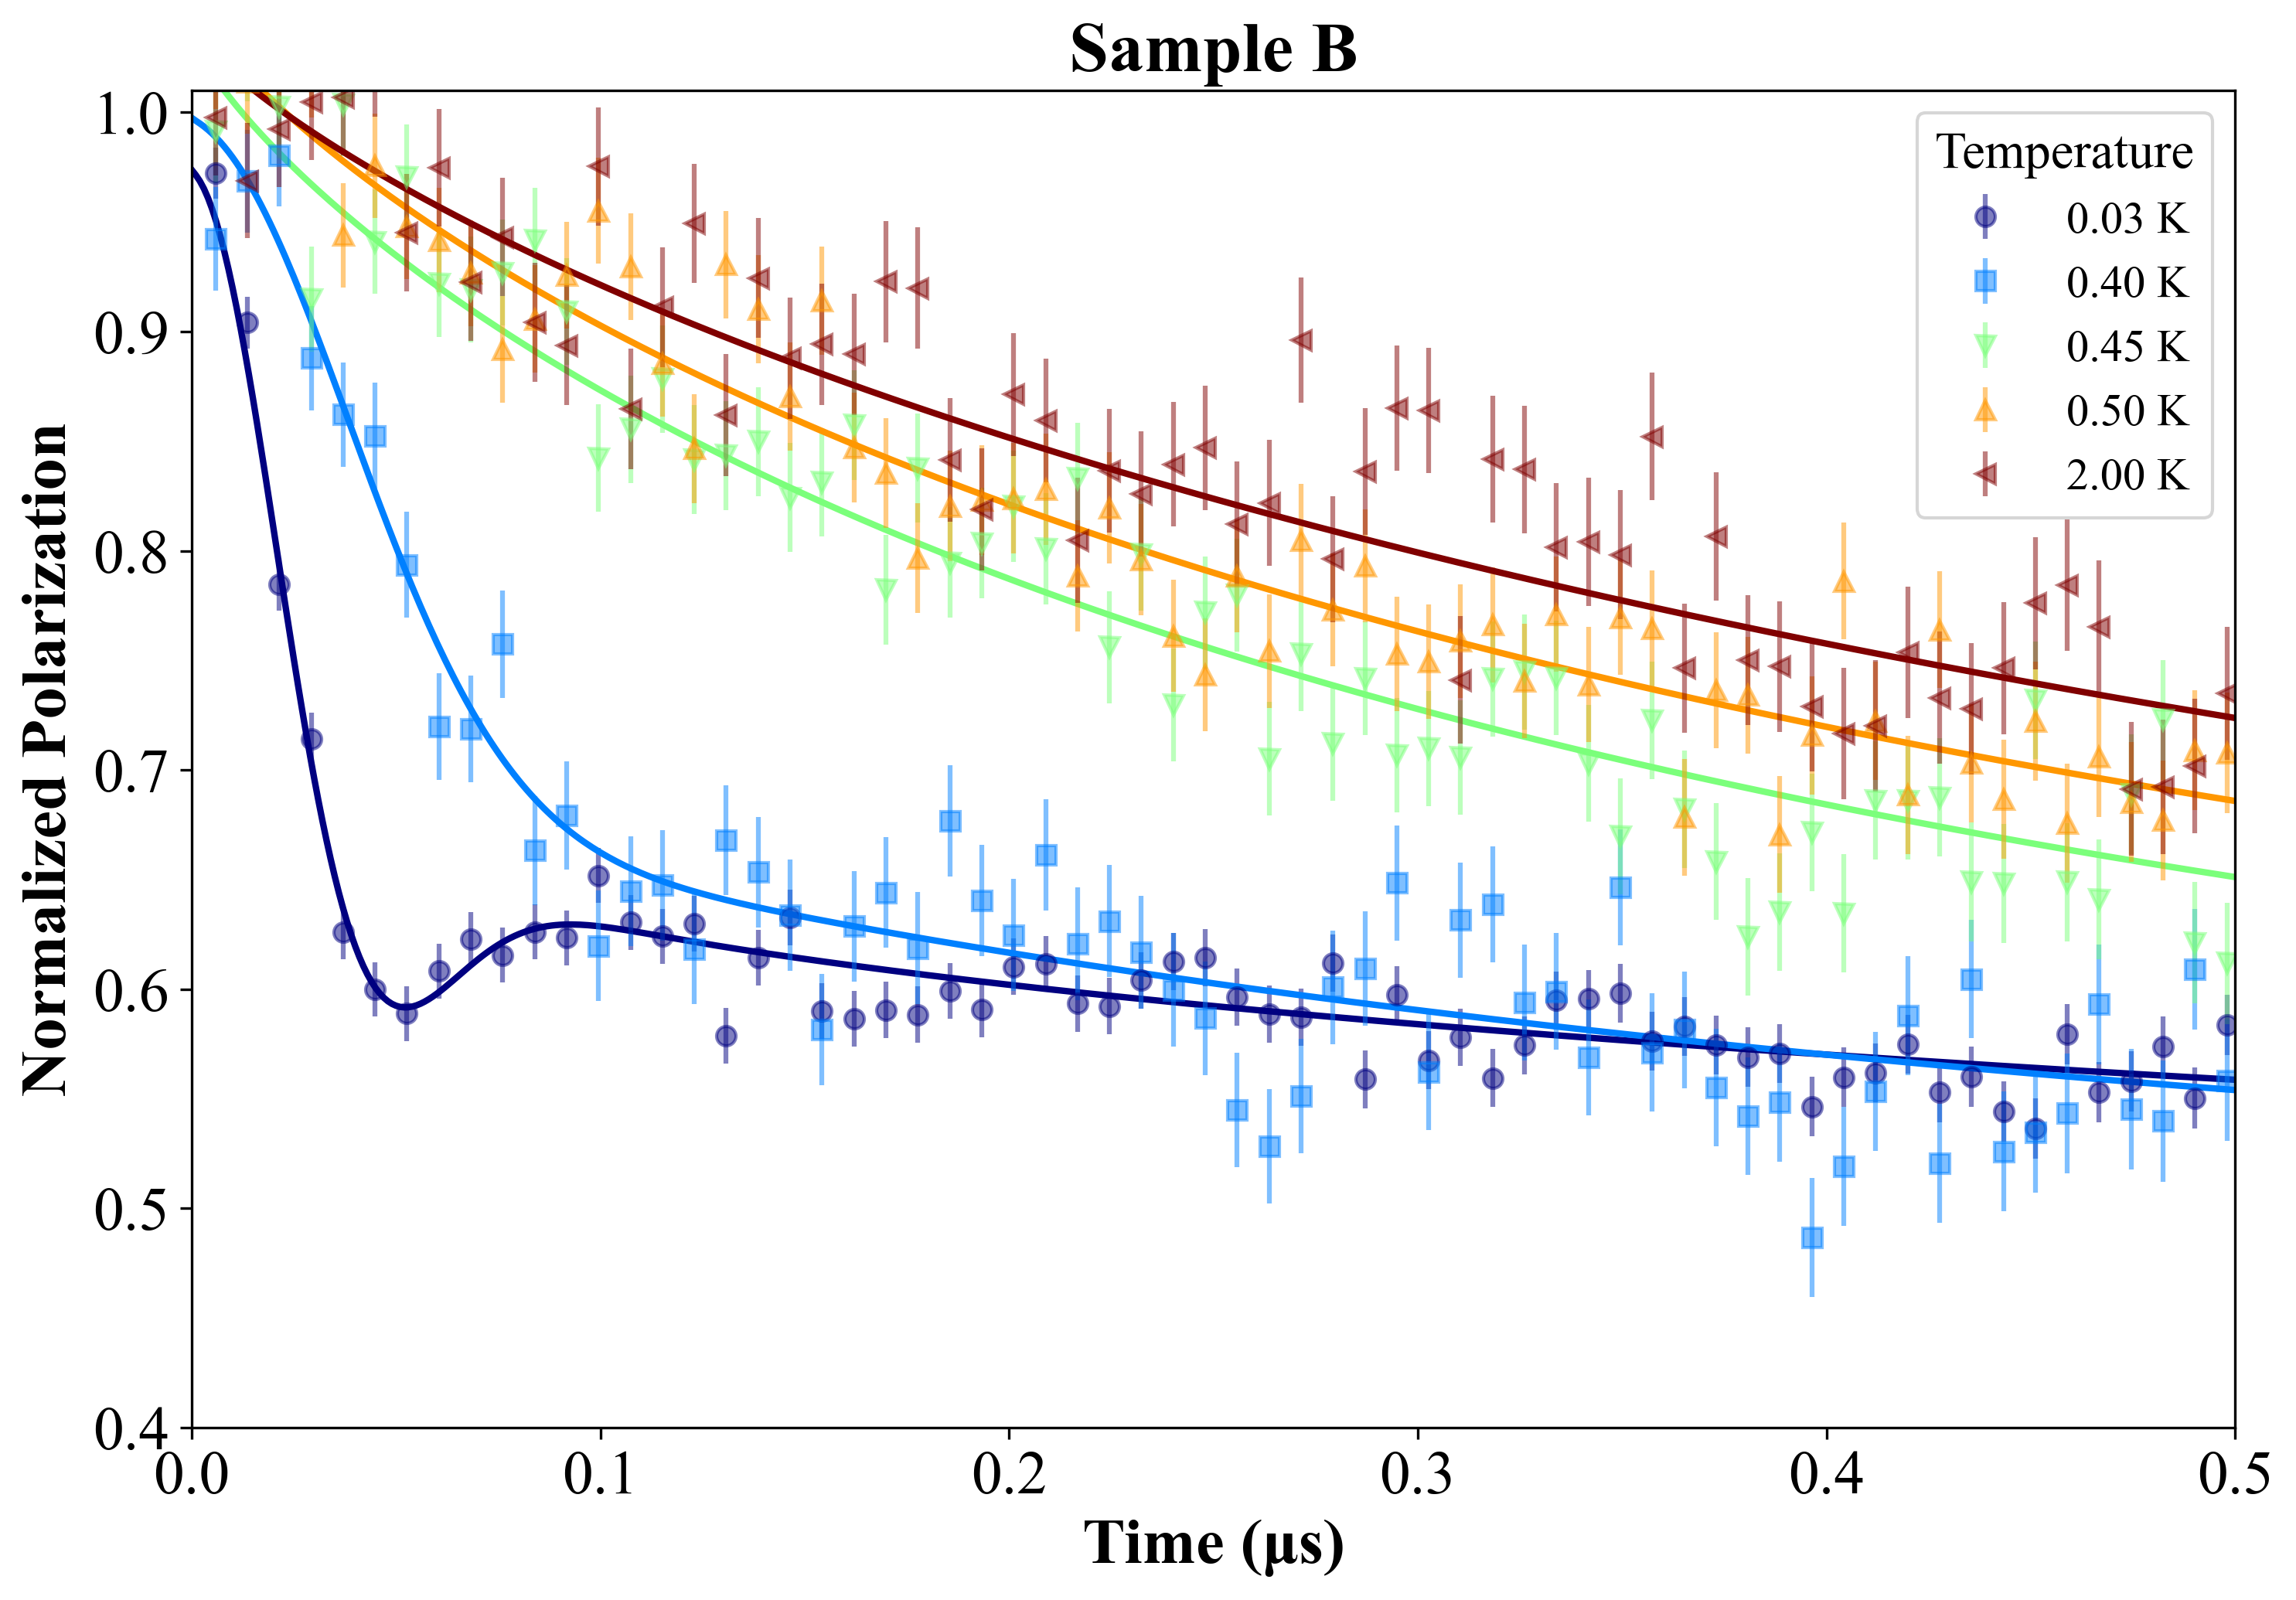 Sample B
Normalized Polarization
1.0
0.9
0.8
0.7
0.6
0.5
0.4
Temperature
0.03 K
0.40 K
0.45 K
0.50 K
2.00 K
0.0 0.1 0.2 0.3 0.4 0.5
Time (μs)